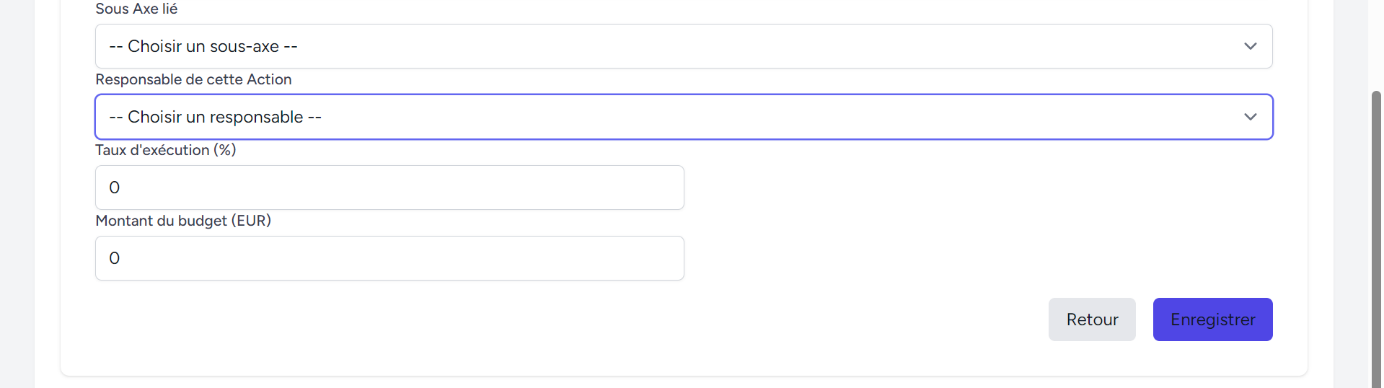 Sous Axe lié
-- Choisir un sous-axe --
Responsable de cette Action
-- Choisir un responsable --
Taux d'exécution (%)
0
Montant du budget (EUR)
0
Retour
Enregistrer